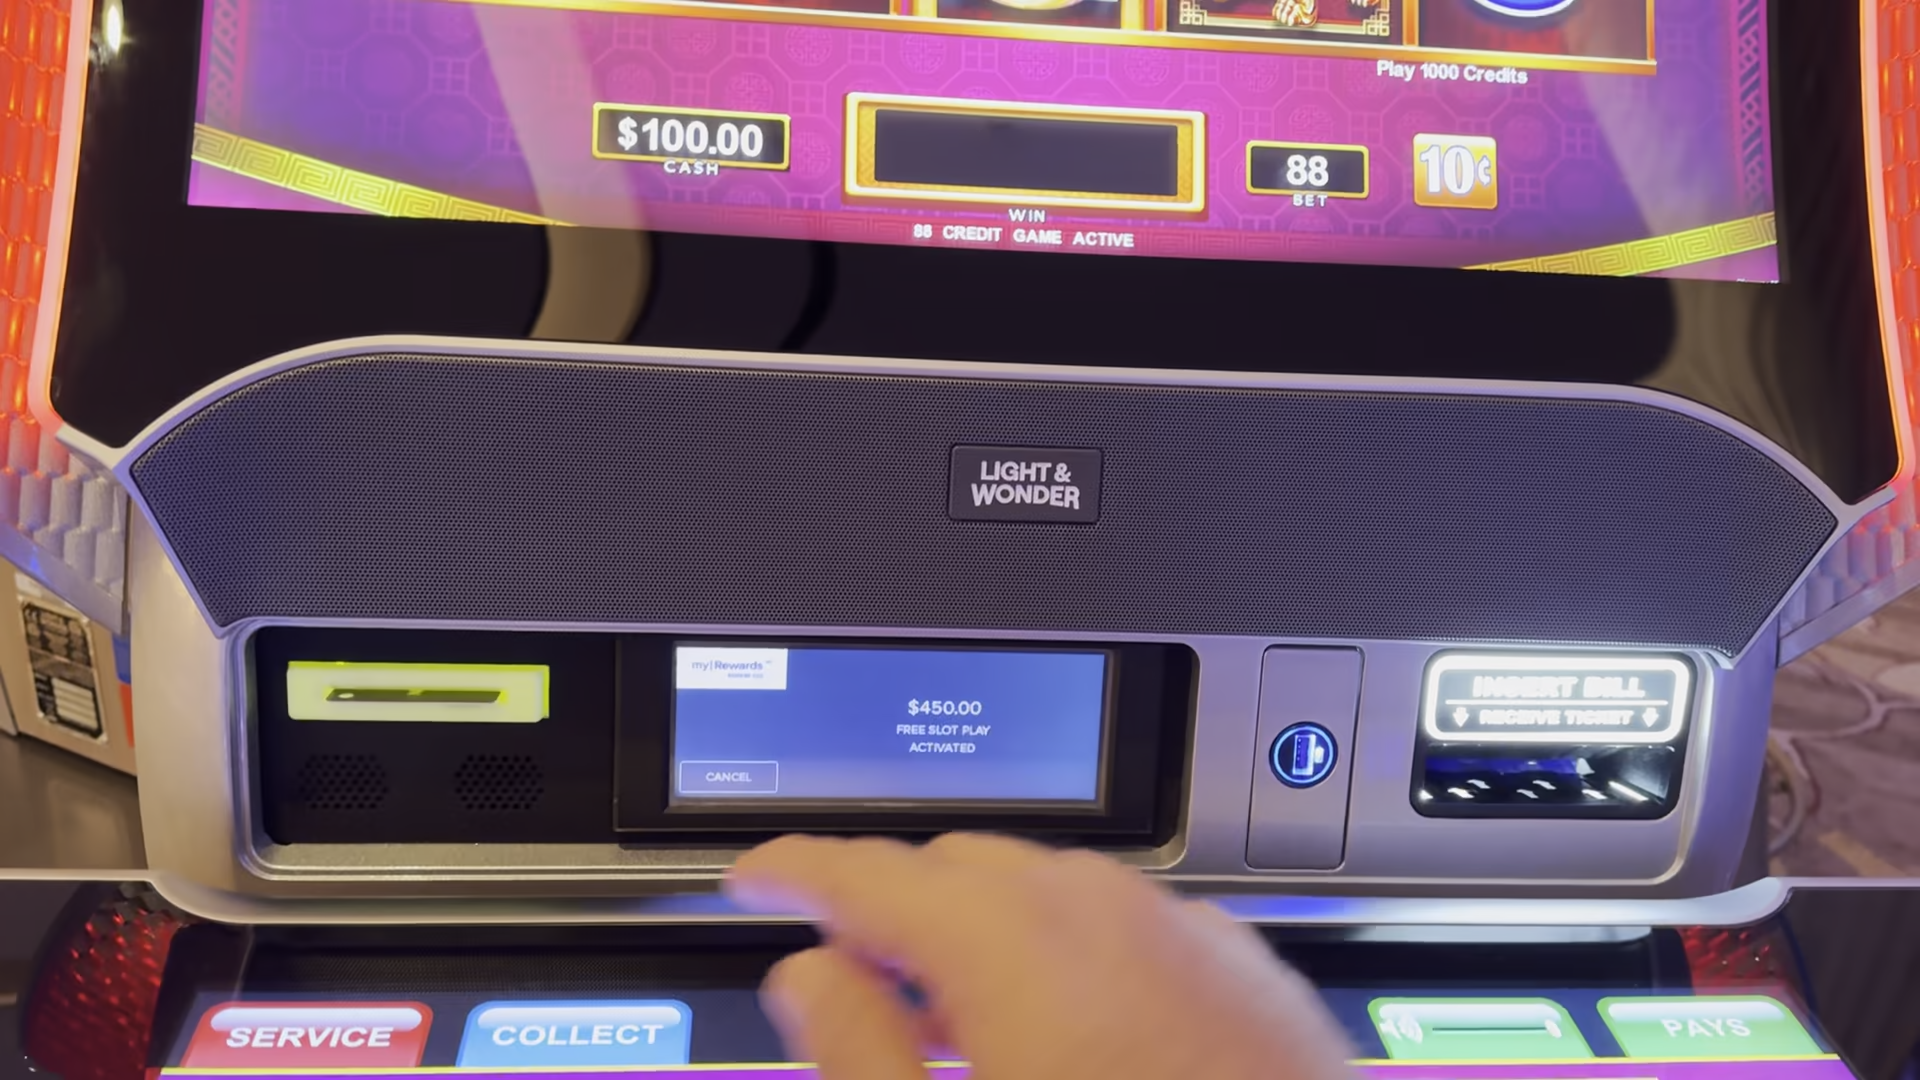 Play 1000 Credits
$100.00
CASH
WIN
88
BET
10¢
88 CREDIT GAME ACTIVE
LIGHT &
WONDER
my|Rewards
$450.00
FREE SLOT PLAY
ACTIVATED
CANCEL
INSERT BILL
RECEIVE TICKET
SERVICE
COLLECT
PAYS